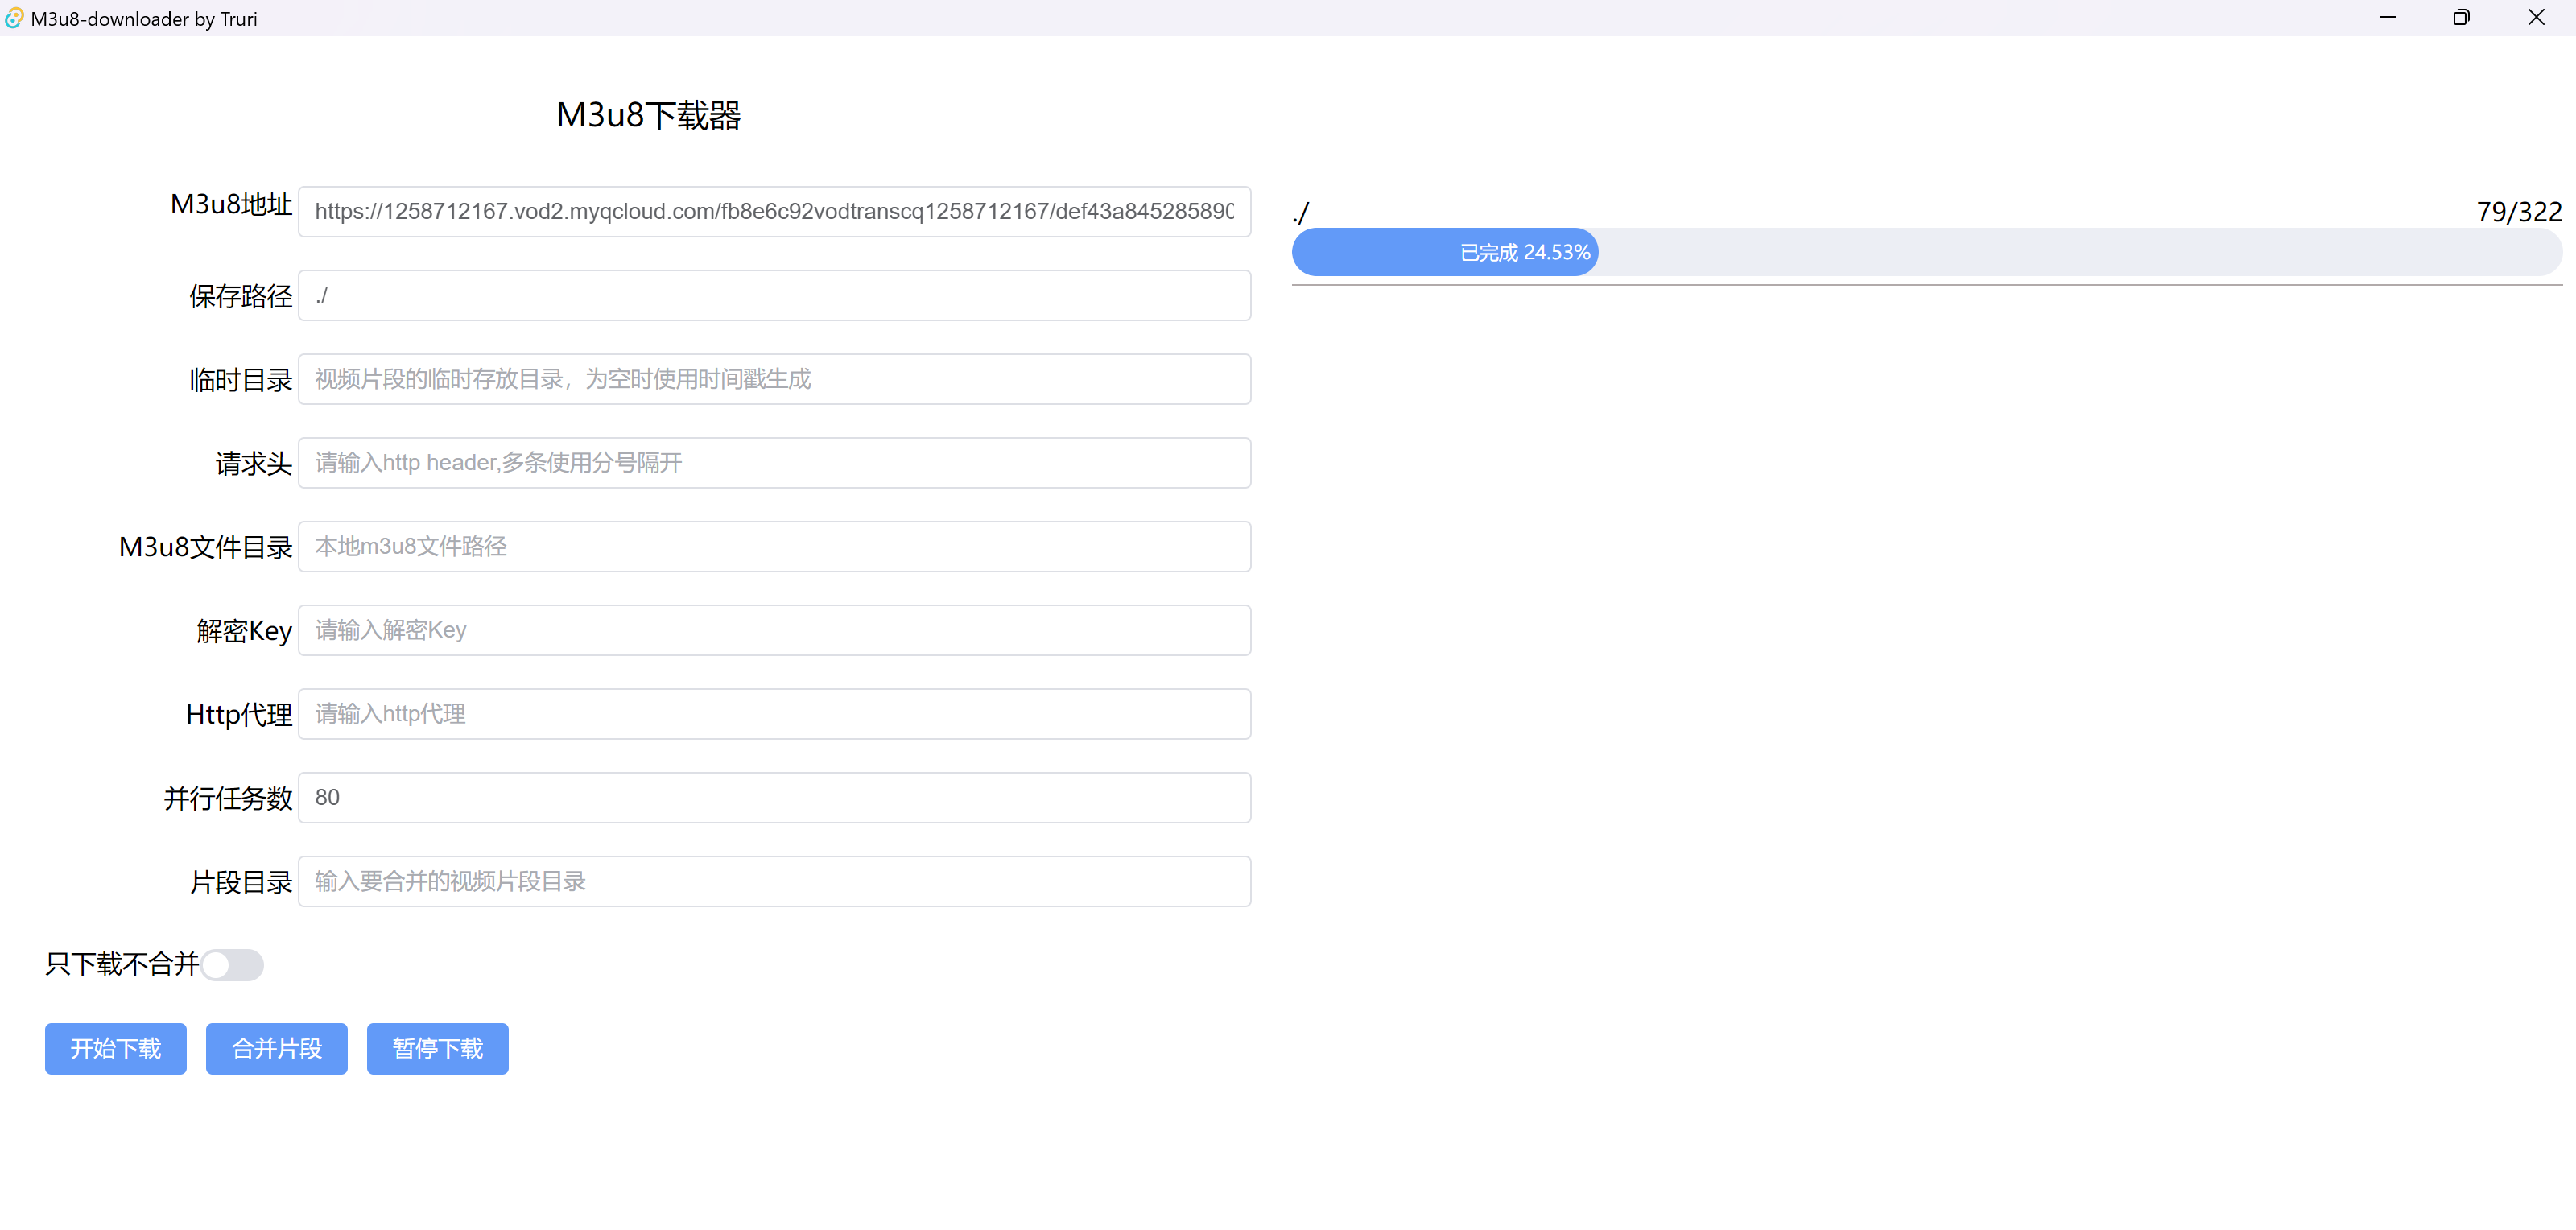 M3u8-downloader by Truri
M3u8下载器
M3u8地址 https://1258712167.vod2.myqcloud.com/fb8e6c92vodtranscq1258712167/def43a84528589​0
保存路径 ./
临时目录 视频片段的临时存放目录，为空时使用时间戳生成
请求头 请输入http header,多条使用分号隔开
M3u8文件目录 本地m3u8文件路径
解密Key 请输入解密Key
Http代理 请输入http代理
并行任务数 80
片段目录 输入要合并的视频片段目录
只下载不合并
开始下载 合并片段 暂停下载
./ 79/322
已完成 24.53%